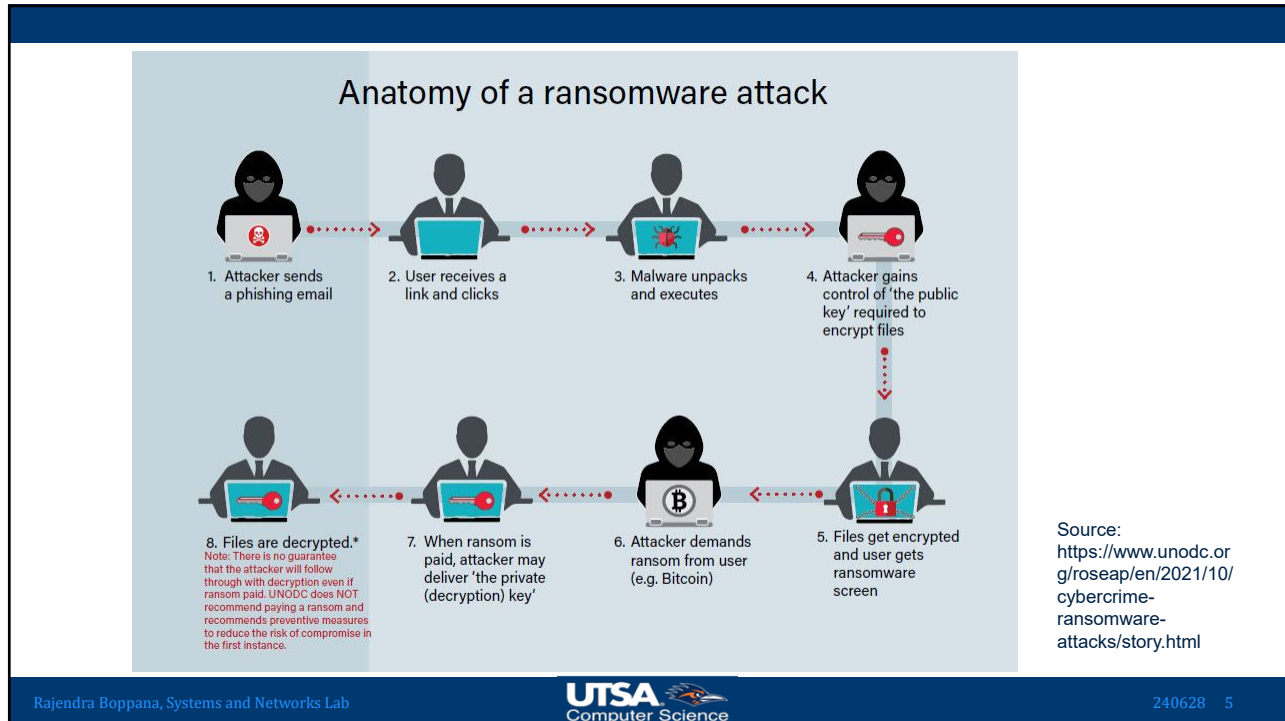 Anatomy of a ransomware attack
1. Attacker sends
a phishing email
2. User receives a
link and clicks
3. Malware unpacks
and executes
4. Attacker gains
control of ‘the public
key’ required to
encrypt files
8. Files are decrypted.*
Note: There is no guarantee
that the attacker will follow
through with decryption even if
ransom paid. UNODC does NOT
recommend paying a ransom and
recommends preventive measures
to reduce the risk of compromise in
the first instance.
7. When ransom is
paid, attacker may
deliver ‘the private
(decryption) key’
6. Attacker demands
ransom from user
(e.g. Bitcoin)
5. Files get encrypted
and user gets
ransomware
screen
Source:
https://www.unodc.or
g/roseap/en/2021/10/
cybercrime-
ransomware-
attacks/story.html
Rajendra Boppana, Systems and Networks Lab
UTSA
Computer Science
240628 5